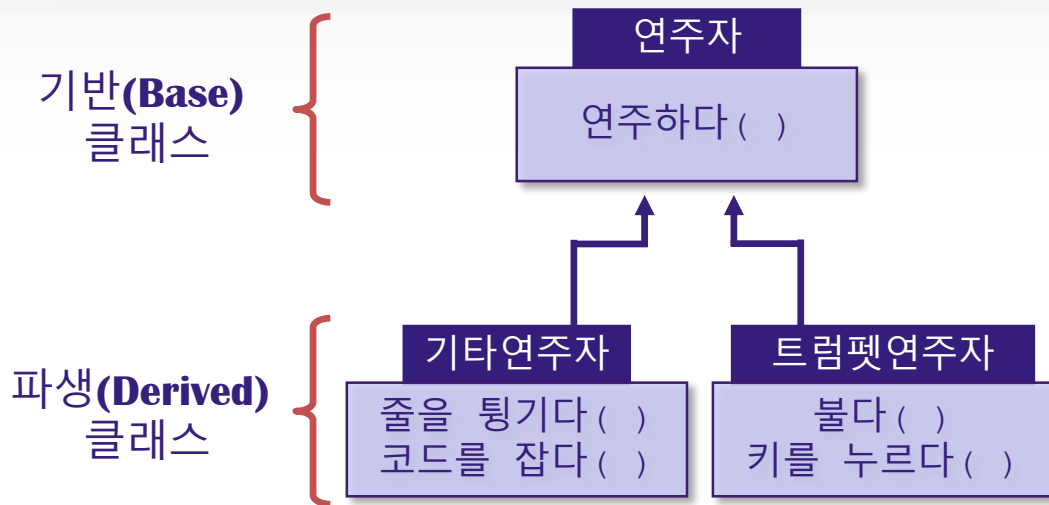 연주자
연주하다( )
기반(Base)
클래스
기타연주자
줄을 튕기다( )
코드를 잡다( )
트럼펫연주자
불다( )
키를 누르다( )
파생(Derived)
클래스